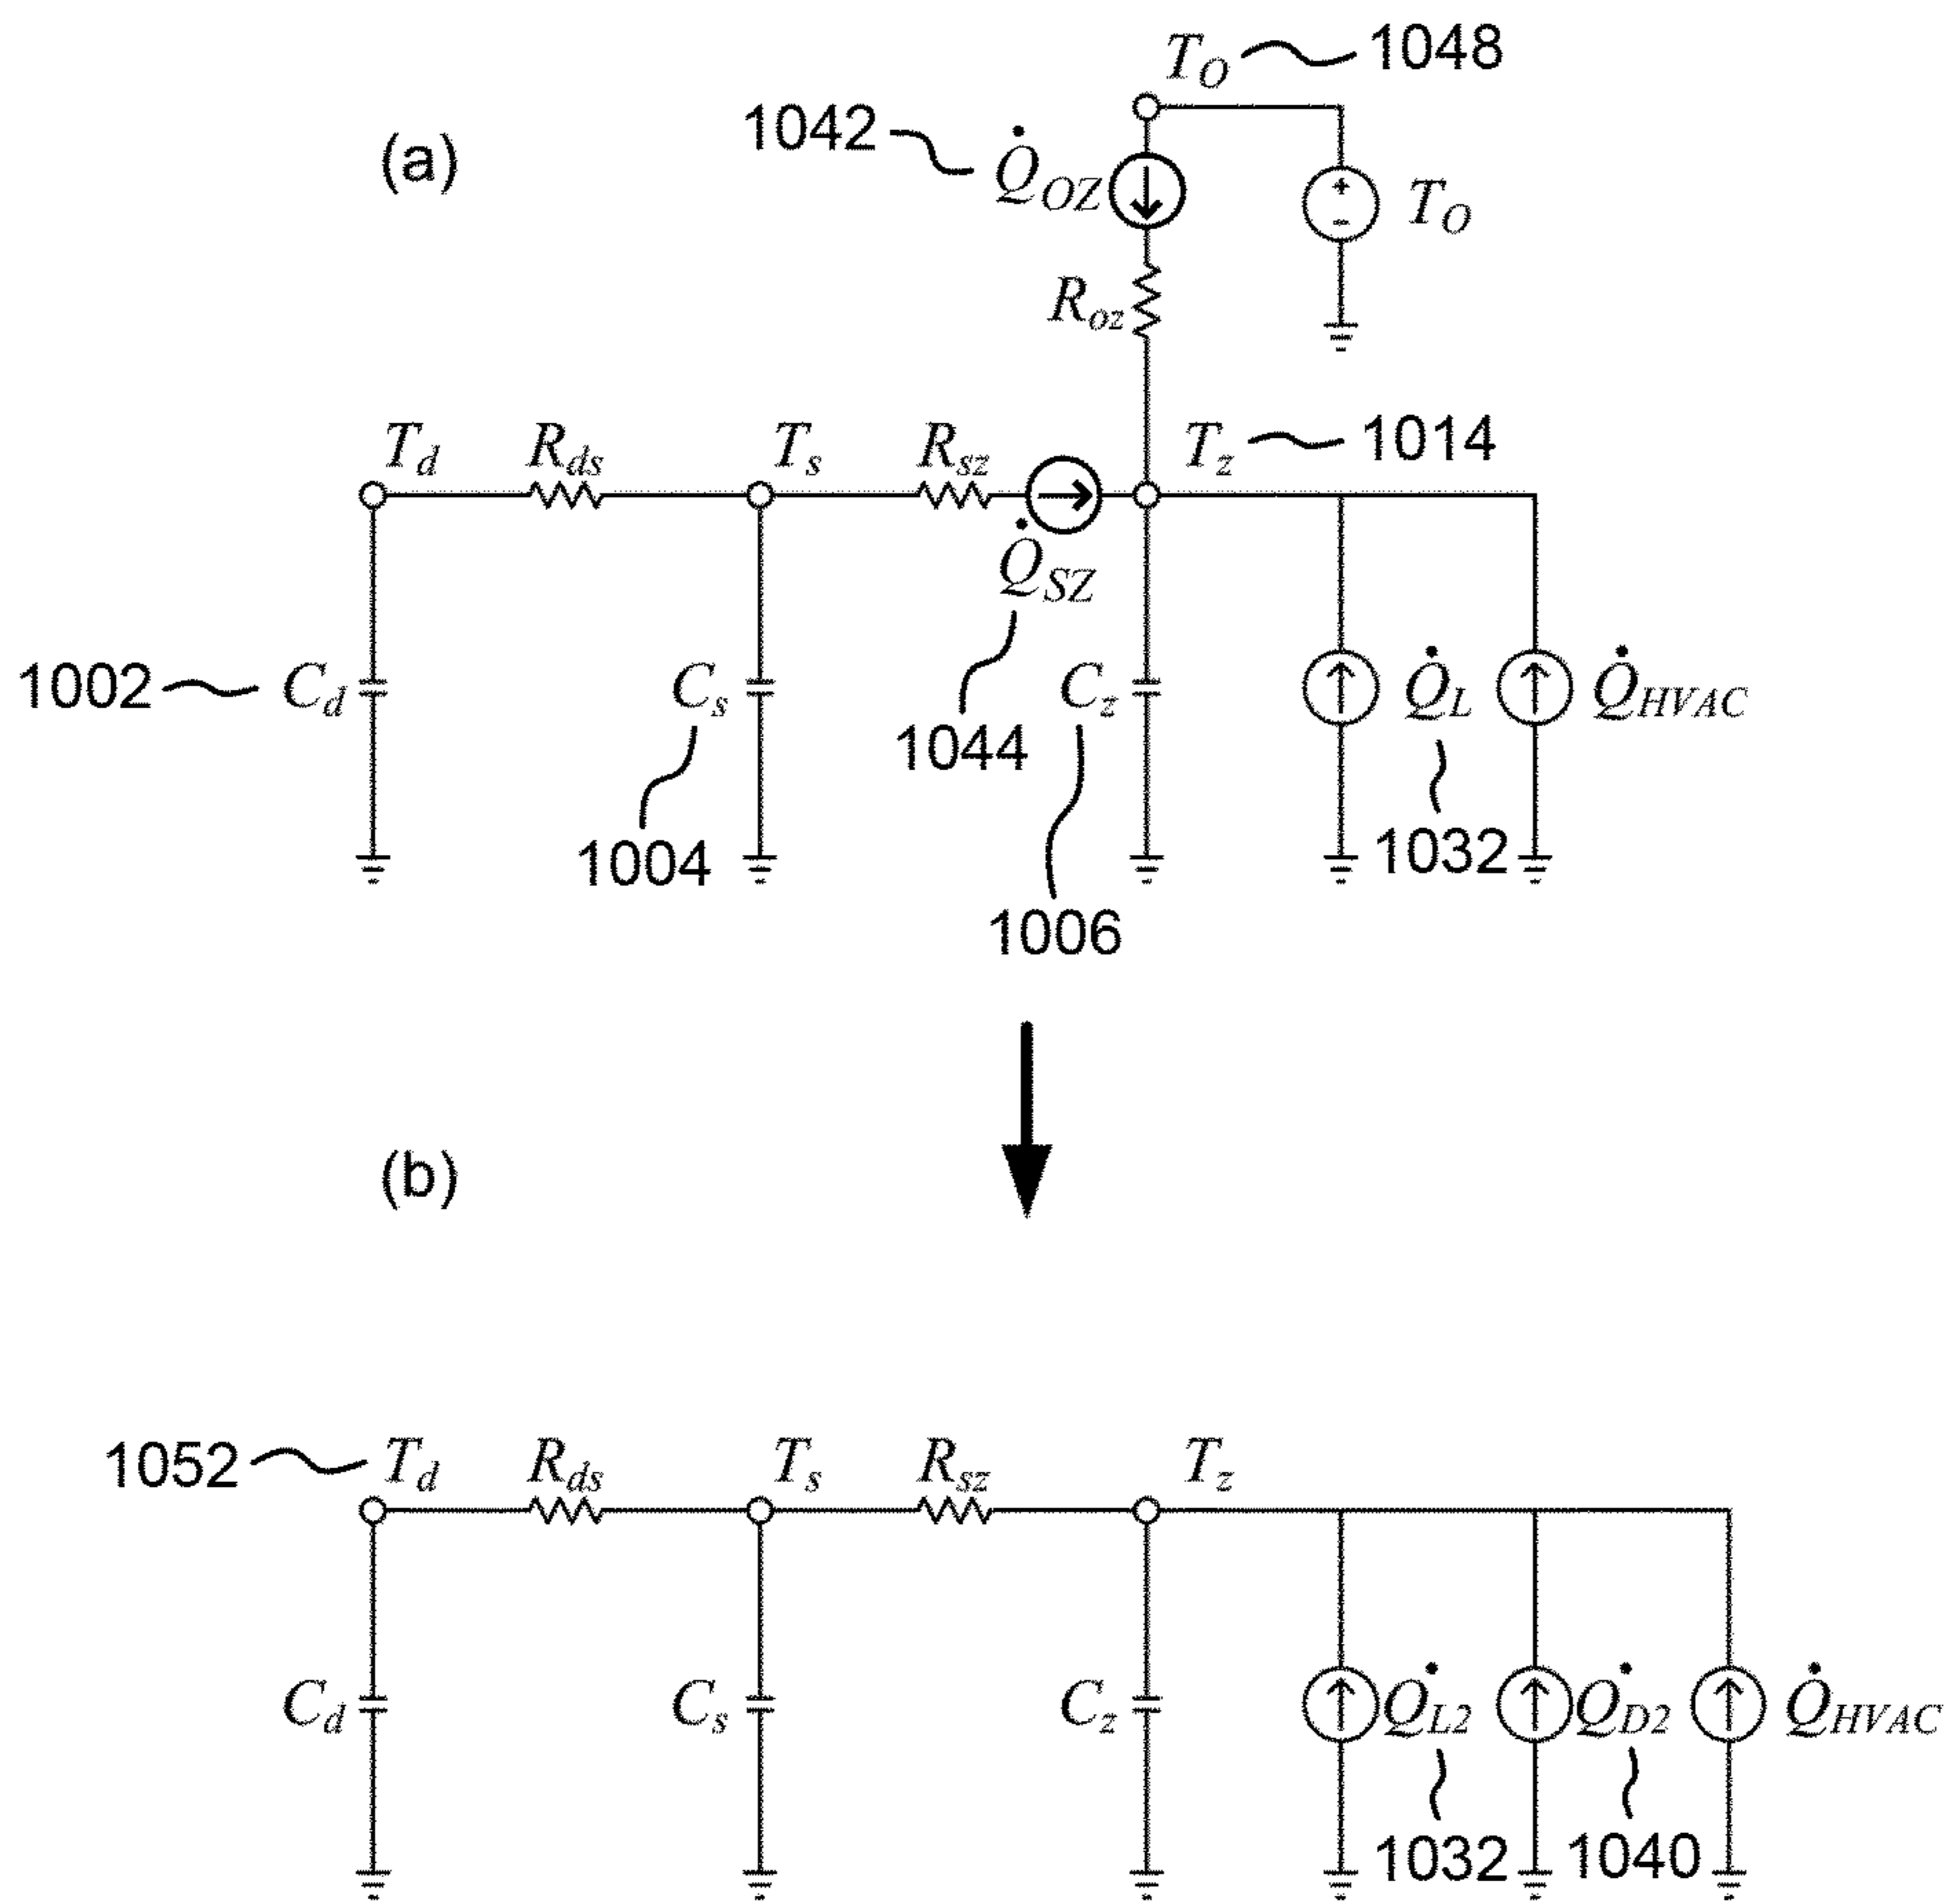 T_O 1048
(a) 1042 Q̇_OZ T_O
R_oz
T_d R_ds T_s R_sz T_z 1014
Q̇_SZ
1002 C_d C_s C_z Q̇_L Q̇_HVAC
1044
1004 1032
1006
(b)
1052 T_d R_ds T_s R_sz T_z
C_d C_s C_z Q̇_L2 Q̇_D2 Q̇_HVAC
1032 1040